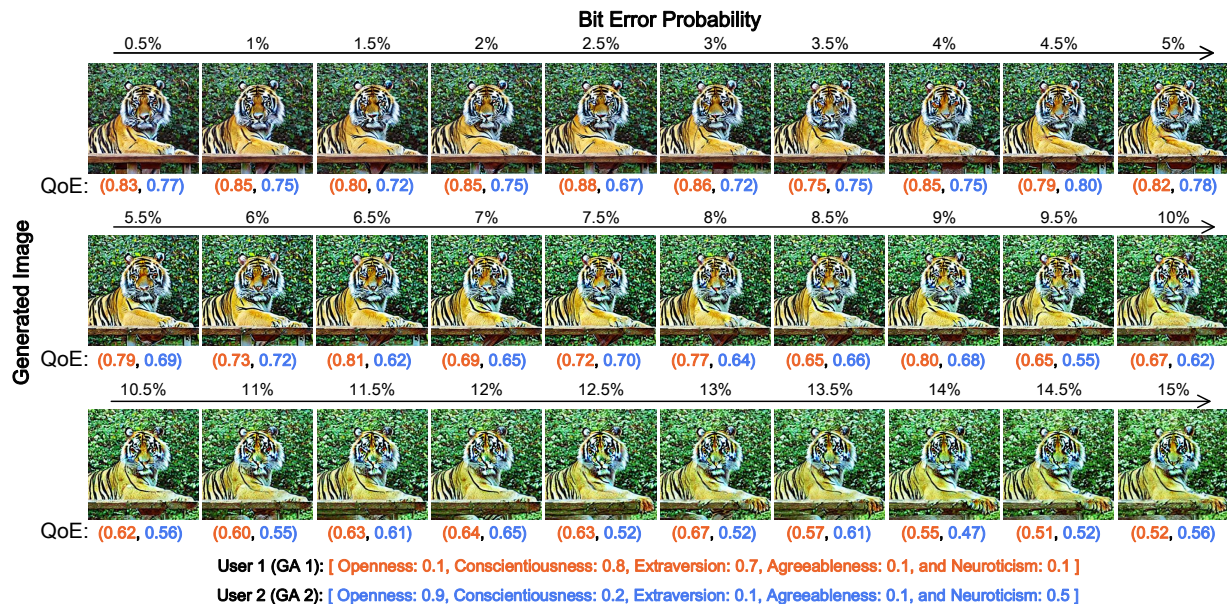 Bit Error Probability
0.5% 1% 1.5% 2% 2.5% 3% 3.5% 4% 4.5% 5%
QoE: (0.83, 0.77) (0.85, 0.75) (0.80, 0.72) (0.85, 0.75) (0.88, 0.67) (0.86, 0.72) (0.75, 0.75) (0.85, 0.75) (0.79, 0.80) (0.82, 0.78)
Generated Image
5.5% 6% 6.5% 7% 7.5% 8% 8.5% 9% 9.5% 10%
QoE: (0.79, 0.69) (0.73, 0.72) (0.81, 0.62) (0.69, 0.65) (0.72, 0.70) (0.77, 0.64) (0.65, 0.66) (0.80, 0.68) (0.65, 0.55) (0.67, 0.62)
10.5% 11% 11.5% 12% 12.5% 13% 13.5% 14% 14.5% 15%
QoE: (0.62, 0.56) (0.60, 0.55) (0.63, 0.61) (0.64, 0.65) (0.63, 0.52) (0.67, 0.52) (0.57, 0.61) (0.55, 0.47) (0.51, 0.52) (0.52, 0.56)
User 1 (GA 1): [ Openness: 0.1, Conscientiousness: 0.8, Extraversion: 0.7, Agreeableness: 0.1, and Neuroticism: 0.1 ]
User 2 (GA 2): [ Openness: 0.9, Conscientiousness: 0.2, Extraversion: 0.1, Agreeableness: 0.1, and Neuroticism: 0.5 ]